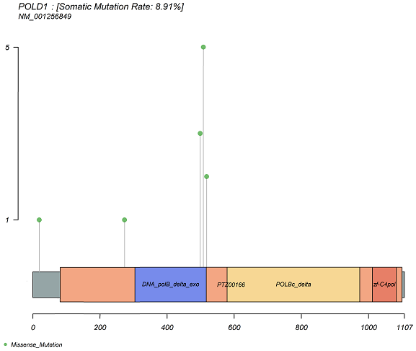 POLD1 : [Somatic Mutation Rate: 8.91%]
NM_001256849
5
1
DNA_polB_delta_exo
PTZ00166
POLBc_delta
zf-C4pol
0
200
400
600
800
1000
1107
Missense_Mutation